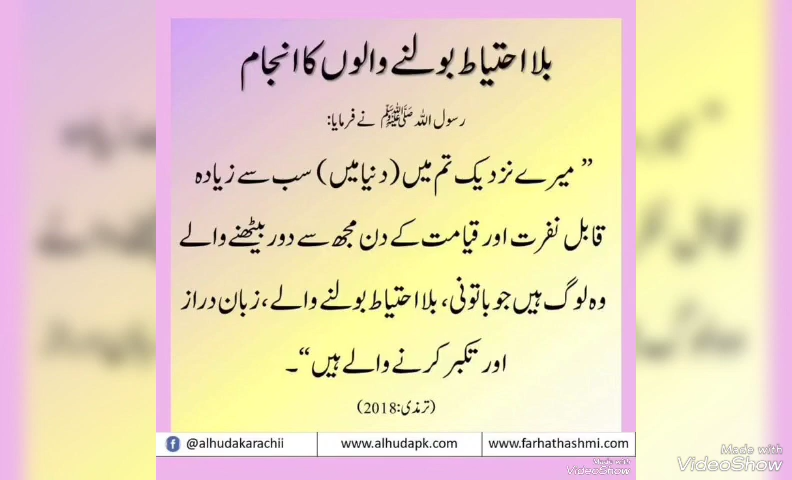 بلا احتیاط بولنے والوں کا انجام
رسول اللہ ﷺ نے فرمایا:
” میرے نزدیک تم میں (دنیا میں) سب سے زیادہ
قابل نفرت اور قیامت کے دن مجھ سے دور بیٹھنے والے
وہ لوگ ہیں جو باتونی، بلا احتیاط بولنے والے، زبان دراز
اور تکبر کرنے والے ہیں“۔
(ترمذی:2018)
@alhudakarachii www.alhudapk.com www.farhathashmi.com
Made with
VideoShow
Made with
VideoShow